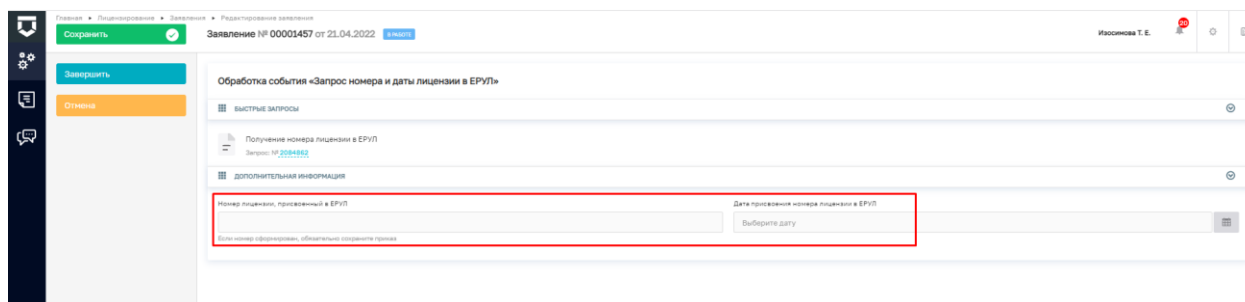 Главная ▸ Лицензирование ▸ Заявления ▸ Редактирование заявления
Сохранить
Заявление № 00001457 от 21.04.2022 В РАБОТЕ
Изосимова Т. Е.
20
Завершить
Отмена
Обработка события «Запрос номера и даты лицензии в ЕРУЛ»
БЫСТРЫЕ ЗАПРОСЫ
Получение номера лицензии в ЕРУЛ
Запрос: № 2084862
ДОПОЛНИТЕЛЬНАЯ ИНФОРМАЦИЯ
Номер лицензии, присвоенный в ЕРУЛ
Дата присвоения номера лицензии в ЕРУЛ
Выберите дату
Если номер сформирован, обязательно сохраните приказ